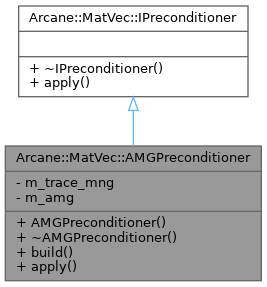 Arcane::MatVec::IPreconditioner
+ ~IPreconditioner()
+ apply()
Arcane::MatVec::AMGPreconditioner
- m_trace_mng
- m_amg
+ AMGPreconditioner()
+ ~AMGPreconditioner()
+ build()
+ apply()